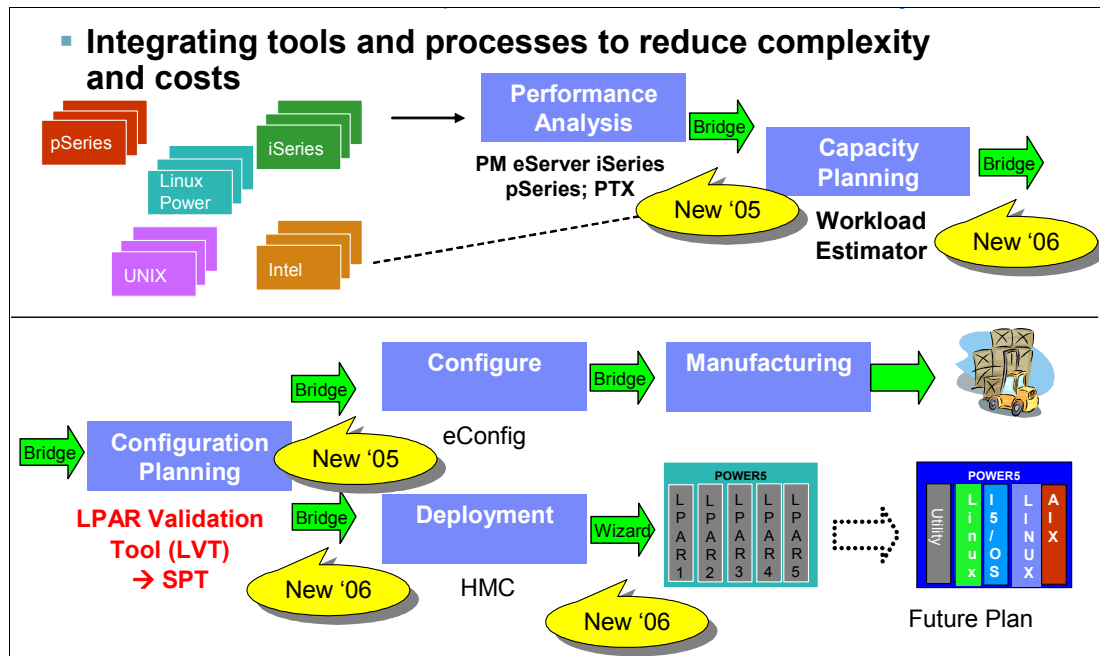 ▪ Integrating tools and processes to reduce complexity
and costs
pSeries
iSeries
Linux
Power
UNIX
Intel
Performance
Analysis
PM eServer iSeries
pSeries; PTX
Bridge
New ‘05
Capacity
Planning
Workload
Estimator
Bridge
New ‘06
Bridge
Configuration
Planning
LPAR Validation
Tool (LVT)
→ SPT
Bridge
New ‘05
Configure
eConfig
Bridge
Manufacturing
Bridge
New ‘06
Deployment
HMC
Wizard
New ‘06
POWER5
LPAR1
LPAR2
LPAR3
LPAR4
LPAR5
POWER5
Utility
Linux
I5/OS
LINUX
AIX
Future Plan